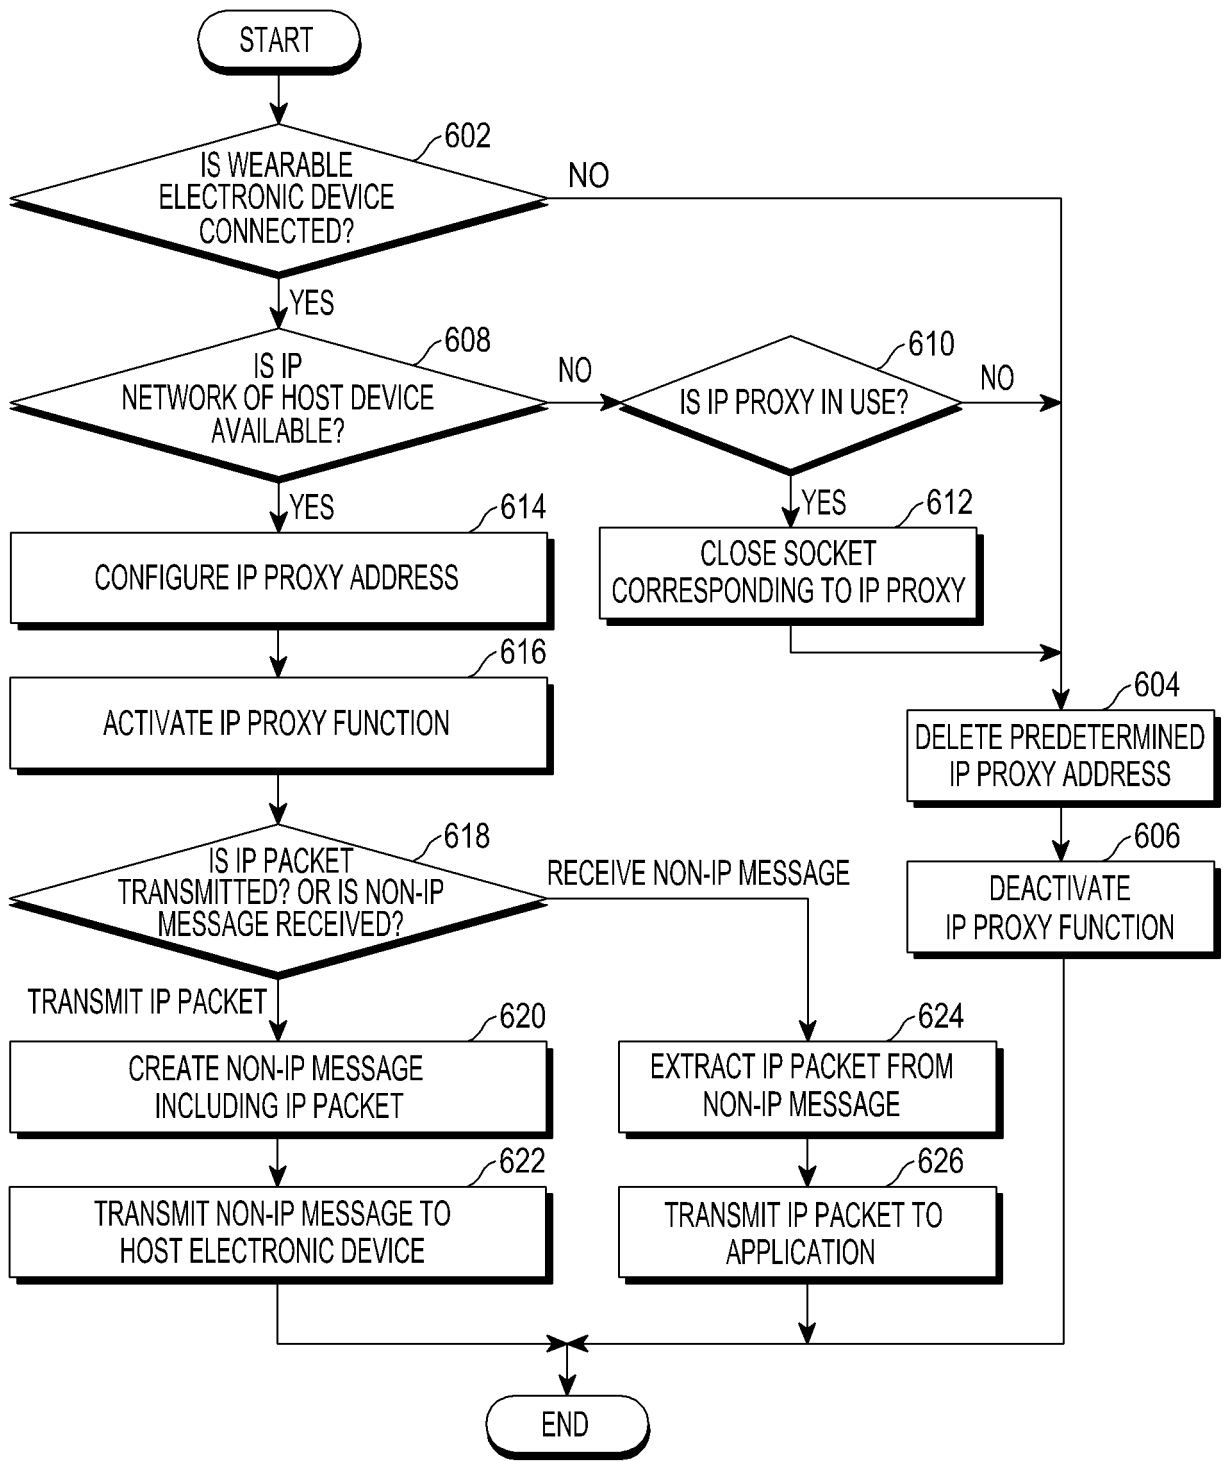 START
602
IS WEARABLE
ELECTRONIC DEVICE
CONNECTED?
NO
YES
608
IS IP
NETWORK OF HOST DEVICE
AVAILABLE?
NO
610
IS IP PROXY IN USE?
NO
YES
YES
614
CONFIGURE IP PROXY ADDRESS
612
CLOSE SOCKET
CORRESPONDING TO IP PROXY
616
ACTIVATE IP PROXY FUNCTION
604
DELETE PREDETERMINED
IP PROXY ADDRESS
618
IS IP PACKET
TRANSMITTED? OR IS NON-IP
MESSAGE RECEIVED?
RECEIVE NON-IP MESSAGE
606
DEACTIVATE
IP PROXY FUNCTION
TRANSMIT IP PACKET
620
CREATE NON-IP MESSAGE
INCLUDING IP PACKET
624
EXTRACT IP PACKET FROM
NON-IP MESSAGE
622
TRANSMIT NON-IP MESSAGE TO
HOST ELECTRONIC DEVICE
626
TRANSMIT IP PACKET TO
APPLICATION
END